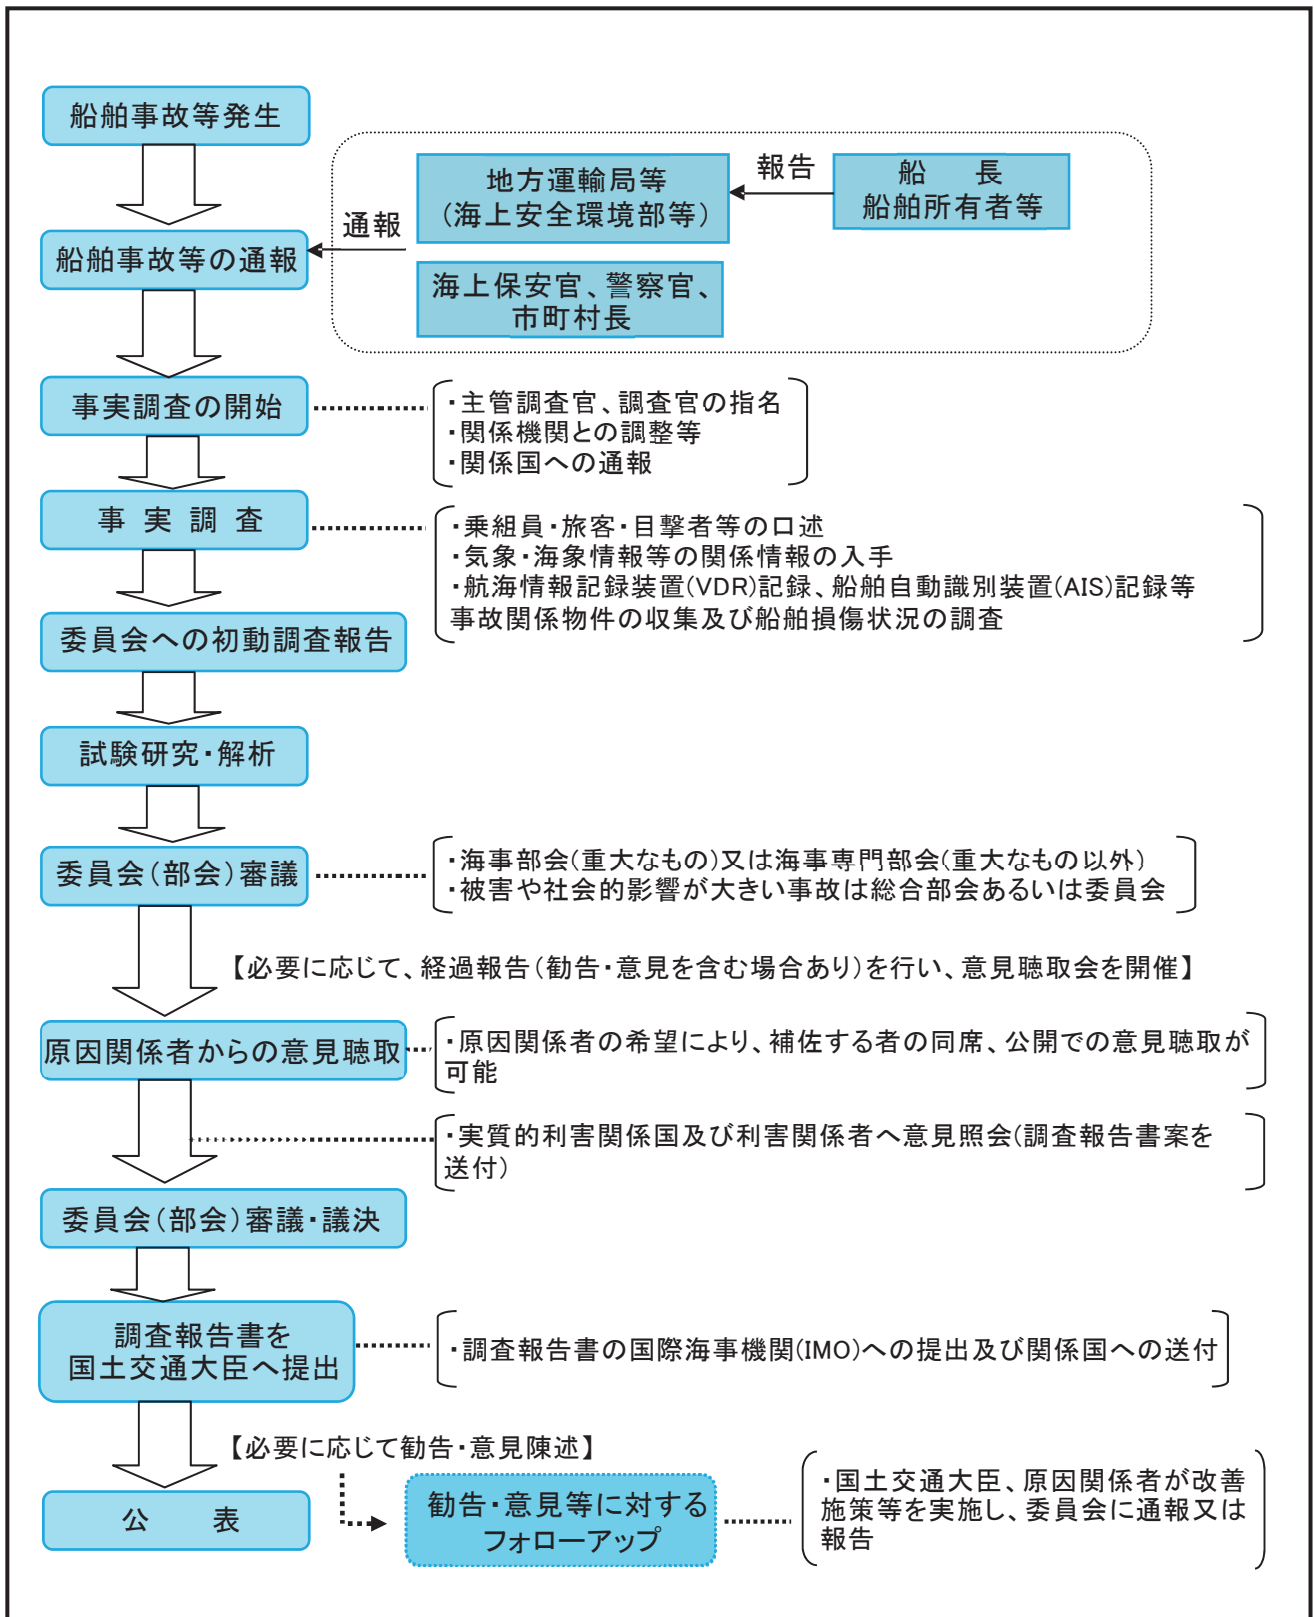 船舶事故等発生
地方運輸局等
（海上安全環境部等）
報告
船　長
船舶所有者等
通報
船舶事故等の通報
海上保安官、警察官、
市町村長
事実調査の開始
・主管調査官、調査官の指名
・関係機関との調整等
・関係国への通報
事 実 調 査
・乗組員・旅客・目撃者等の口述
・気象・海象情報等の関係情報の入手
・航海情報記録装置(VDR)記録、船舶自動識別装置(AIS)記録等
事故関係物件の収集及び船舶損傷状況の調査
委員会への初動調査報告
試験研究・解析
委員会（部会）審議
・海事部会(重大なもの)又は海事専門部会(重大なもの以外)
・被害や社会的影響が大きい事故は総合部会あるいは委員会
【必要に応じて、経過報告（勧告・意見を含む場合あり）を行い、意見聴取会を開催】
原因関係者からの意見聴取
・原因関係者の希望により、補佐する者の同席、公開での意見聴取が
可能
・実質的利害関係国及び利害関係者へ意見照会(調査報告書案を
送付)
委員会（部会）審議・議決
調査報告書を
国土交通大臣へ提出
・調査報告書の国際海事機関(IMO)への提出及び関係国への送付
【必要に応じて勧告・意見陳述】
公　表
勧告・意見等に対する
フォローアップ
・国土交通大臣、原因関係者が改善
施策等を実施し、委員会に通報又は
報告